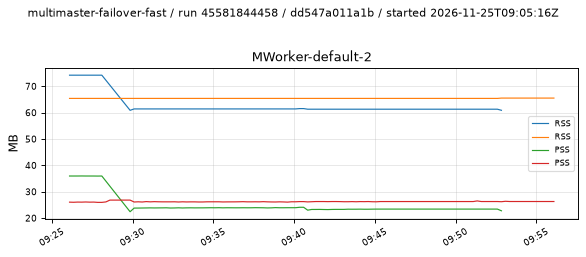 multimaster-failover-fast / run 45581844458 / dd547a011a1b / started 2026-11-25T09:05:16Z
MWorker-default-2
MB
70
60
50
40
30
20
RSS
RSS
PSS
PSS
09:25
09:30
09:35
09:40
09:45
09:50
09:55